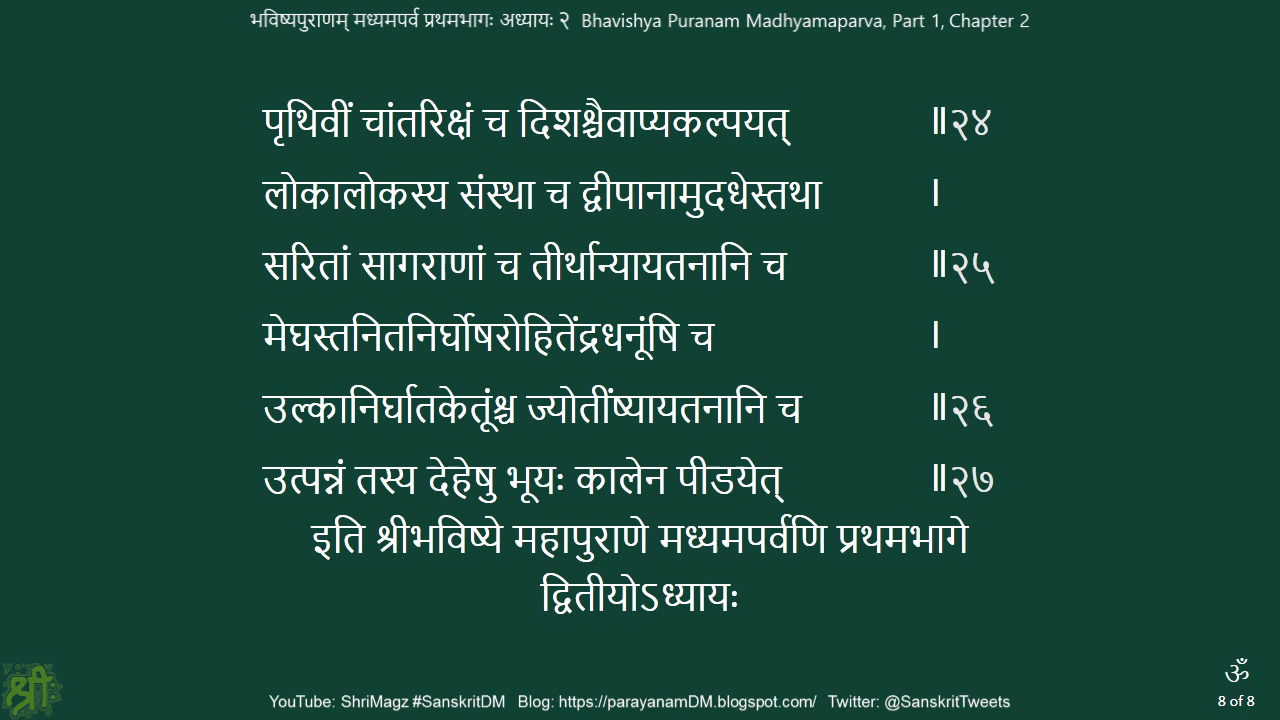 भविष्यपुराणम् मध्यमपर्व प्रथमभागः अध्यायः २ Bhavishya Puranam Madhyamaparva, Part 1, Chapter 2
पृथिवीं चांतरिक्षं च दिशश्चैवाप्यकल्पयत् ॥२४
लोकालोकस्य संस्था च द्वीपानामुदधेस्तथा ।
सरितां सागराणां च तीर्थान्यायतनानि च ॥२५
मेघस्तनितनिर्घोषरोहितेंद्रधनूंषि च ।
उल्कानिर्घातकेतूंश्च ज्योतींष्यायतनानि च ॥२६
उत्पन्नं तस्य देहेषु भूयः कालेन पीडयेत् ॥२७
इति श्रीभविष्ये महापुराणे मध्यमपर्वणि प्रथमभागे
द्वितीयोऽध्यायः
श्रीः
ॐ
YouTube: ShriMagz #SanskritDM Blog: https://parayanamDM.blogspot.com/ Twitter: @SanskritTweets
8 of 8